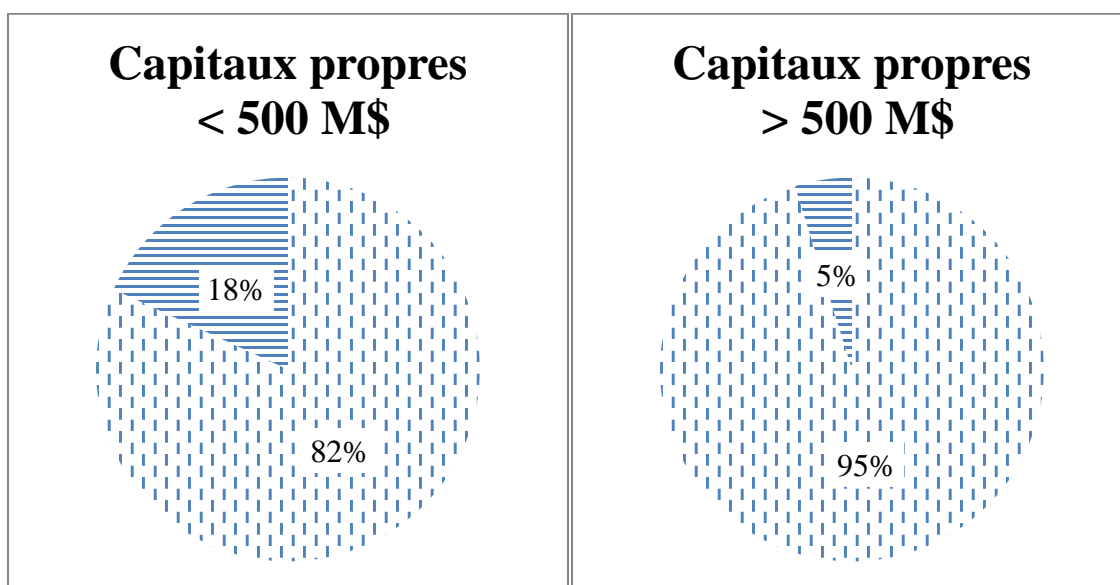 Capitaux propres
< 500 M$
18%
82%
Capitaux propres
> 500 M$
5%
95%